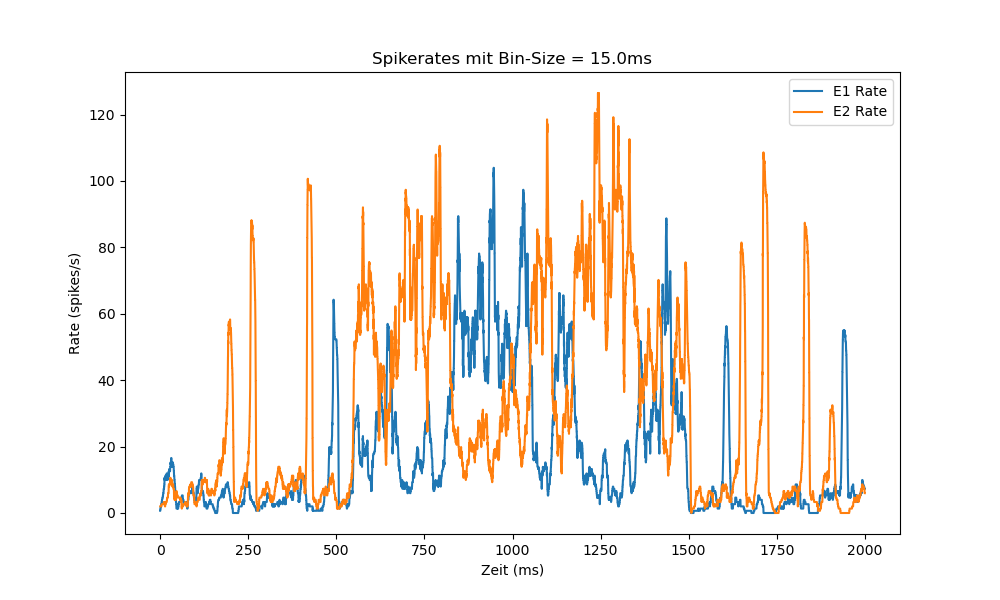 Spikerates mit Bin-Size = 15.0ms
E1 Rate
E2 Rate
120
100
80
60
40
20
0
Rate (spikes/s)
0 250 500 750 1000 1250 1500 1750 2000
Zeit (ms)